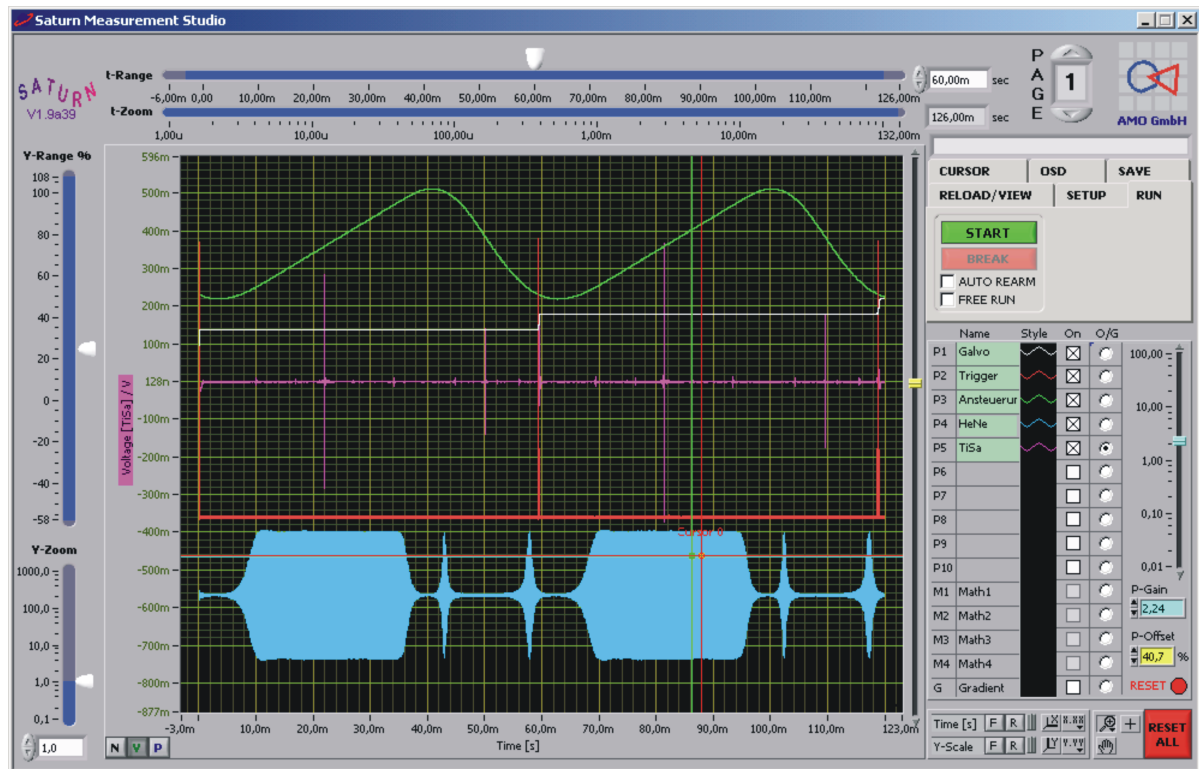 Saturn Measurement Studio
SATURN
V1.9a39
t-Range
-6,00m 0,00 10,00m 20,00m 30,00m 40,00m 50,00m 60,00m 70,00m 80,00m 90,00m 100,00m 110,00m 126,00m
t-Zoom
1,00u 10,00u 100,00u 1,00m 10,00m 132,00m
60,00m sec
126,00m sec
PAGE
1
AMO GmbH
Y-Range %
108
100
80
60
40
20
0
-20
-40
-58
Y-Zoom
1000,0
100,0
10,0
1,0
0,1
1,0
596m
500m
400m
300m
200m
100m
128n
-100m
-200m
-300m
-400m
-500m
-600m
-700m
-800m
-877m
Voltage [TiSa] / V
Cursor 0
-3,0m 10,0m 20,0m 30,0m 40,0m 50,0m 60,0m 70,0m 80,0m 90,0m 100,0m 110,0m 123,0m
Time [s]
N V P
CURSOR OSD SAVE
RELOAD/VIEW SETUP RUN
START
BREAK
AUTO REARM
FREE RUN
Name Style On O/G
P1 Galvo
P2 Trigger
P3 Ansteuerur
P4 HeNe
P5 TiSa
P6
P7
P8
P9
P10
M1 Math1
M2 Math2
M3 Math3
M4 Math4
G Gradient
100,00
10,00
1,00
0,10
0,01
P-Gain
2,24
P-Offset
40,7 %
RESET
Time [s] F R X X.XX
Y-Scale F R Y Y.YY
RESET ALL